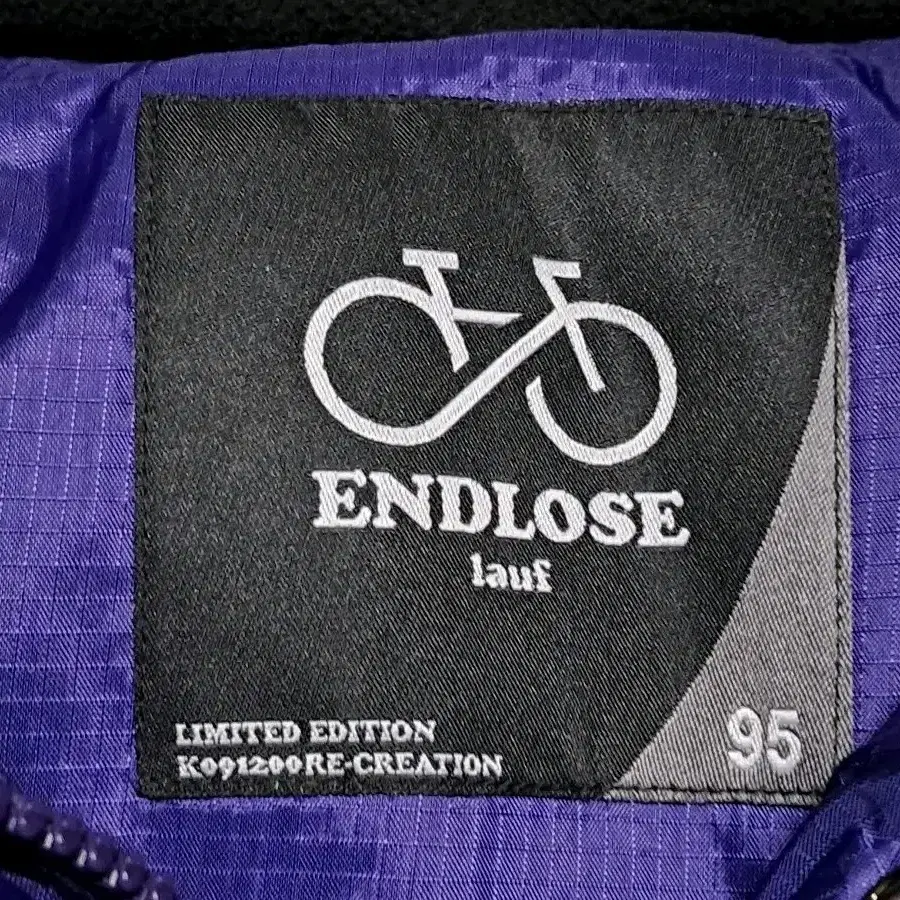 ENDLOSE
lauf
LIMITED EDITION
K091200RE-CREATION
95